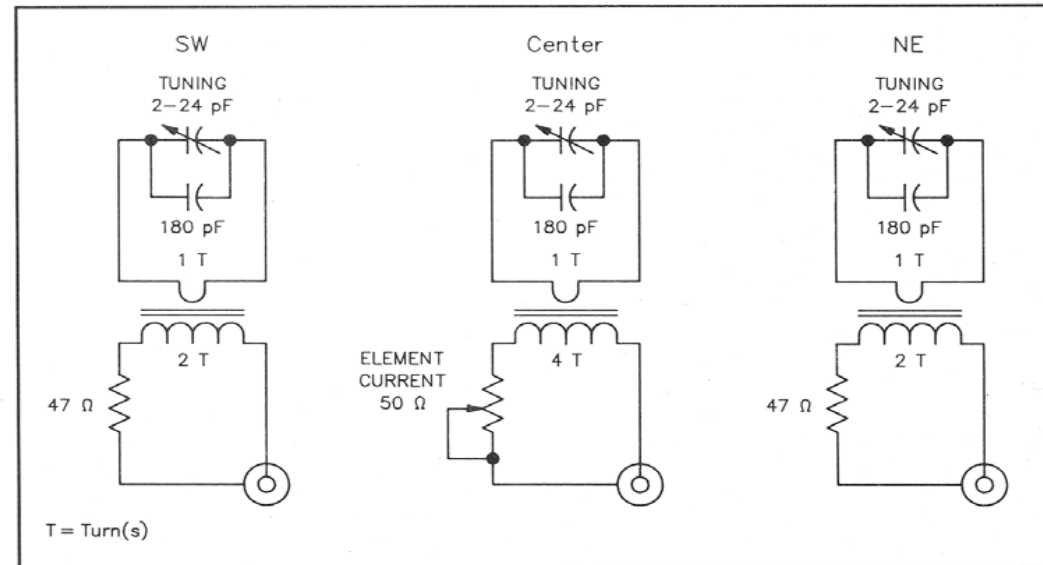 SW
TUNING
2-24 pF
180 pF
1 T
2 T
47 Ω
Center
TUNING
2-24 pF
180 pF
1 T
4 T
ELEMENT
CURRENT
50 Ω
NE
TUNING
2-24 pF
180 pF
1 T
2 T
47 Ω
T = Turn(s)